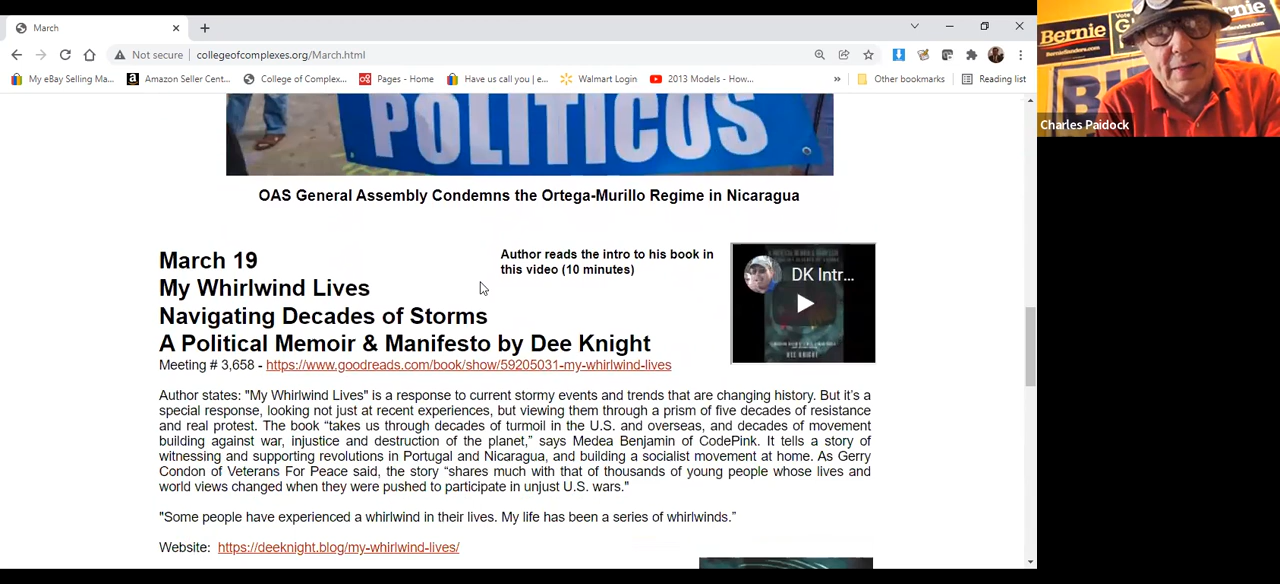 March
Not secure
collegeofcomplexes.org/March.html
My eBay Selling Ma...
Amazon Seller Cent...
College of Complex...
Pages - Home
Have us call you | e...
Walmart Login
2013 Models - How...
»
Other bookmarks
Reading list
Bernie
BernieSanders.com
Vote
G
ernie
Sanders.com
B
Charles Paidock
POLITICOS
OAS General Assembly Condemns the Ortega-Murillo Regime in Nicaragua
March 19
My Whirlwind Lives
Navigating Decades of Storms
A Political Memoir & Manifesto by Dee Knight
Author reads the intro to his book in
this video (10 minutes)
DK Intr...
DEE KNIGHT
Meeting # 3,658 - https://www.goodreads.com/book/show/59205031-my-whirlwind-lives
Author states: "My Whirlwind Lives" is a response to current stormy events and trends that are changing history. But it's a
special response, looking not just at recent experiences, but viewing them through a prism of five decades of resistance
and real protest. The book “takes us through decades of turmoil in the U.S. and overseas, and decades of movement
building against war, injustice and destruction of the planet,” says Medea Benjamin of CodePink. It tells a story of
witnessing and supporting revolutions in Portugal and Nicaragua, and building a socialist movement at home. As Gerry
Condon of Veterans For Peace said, the story “shares much with that of thousands of young people whose lives and
world views changed when they were pushed to participate in unjust U.S. wars."
"Some people have experienced a whirlwind in their lives. My life has been a series of whirlwinds.”
Website: https://deeknight.blog/my-whirlwind-lives/